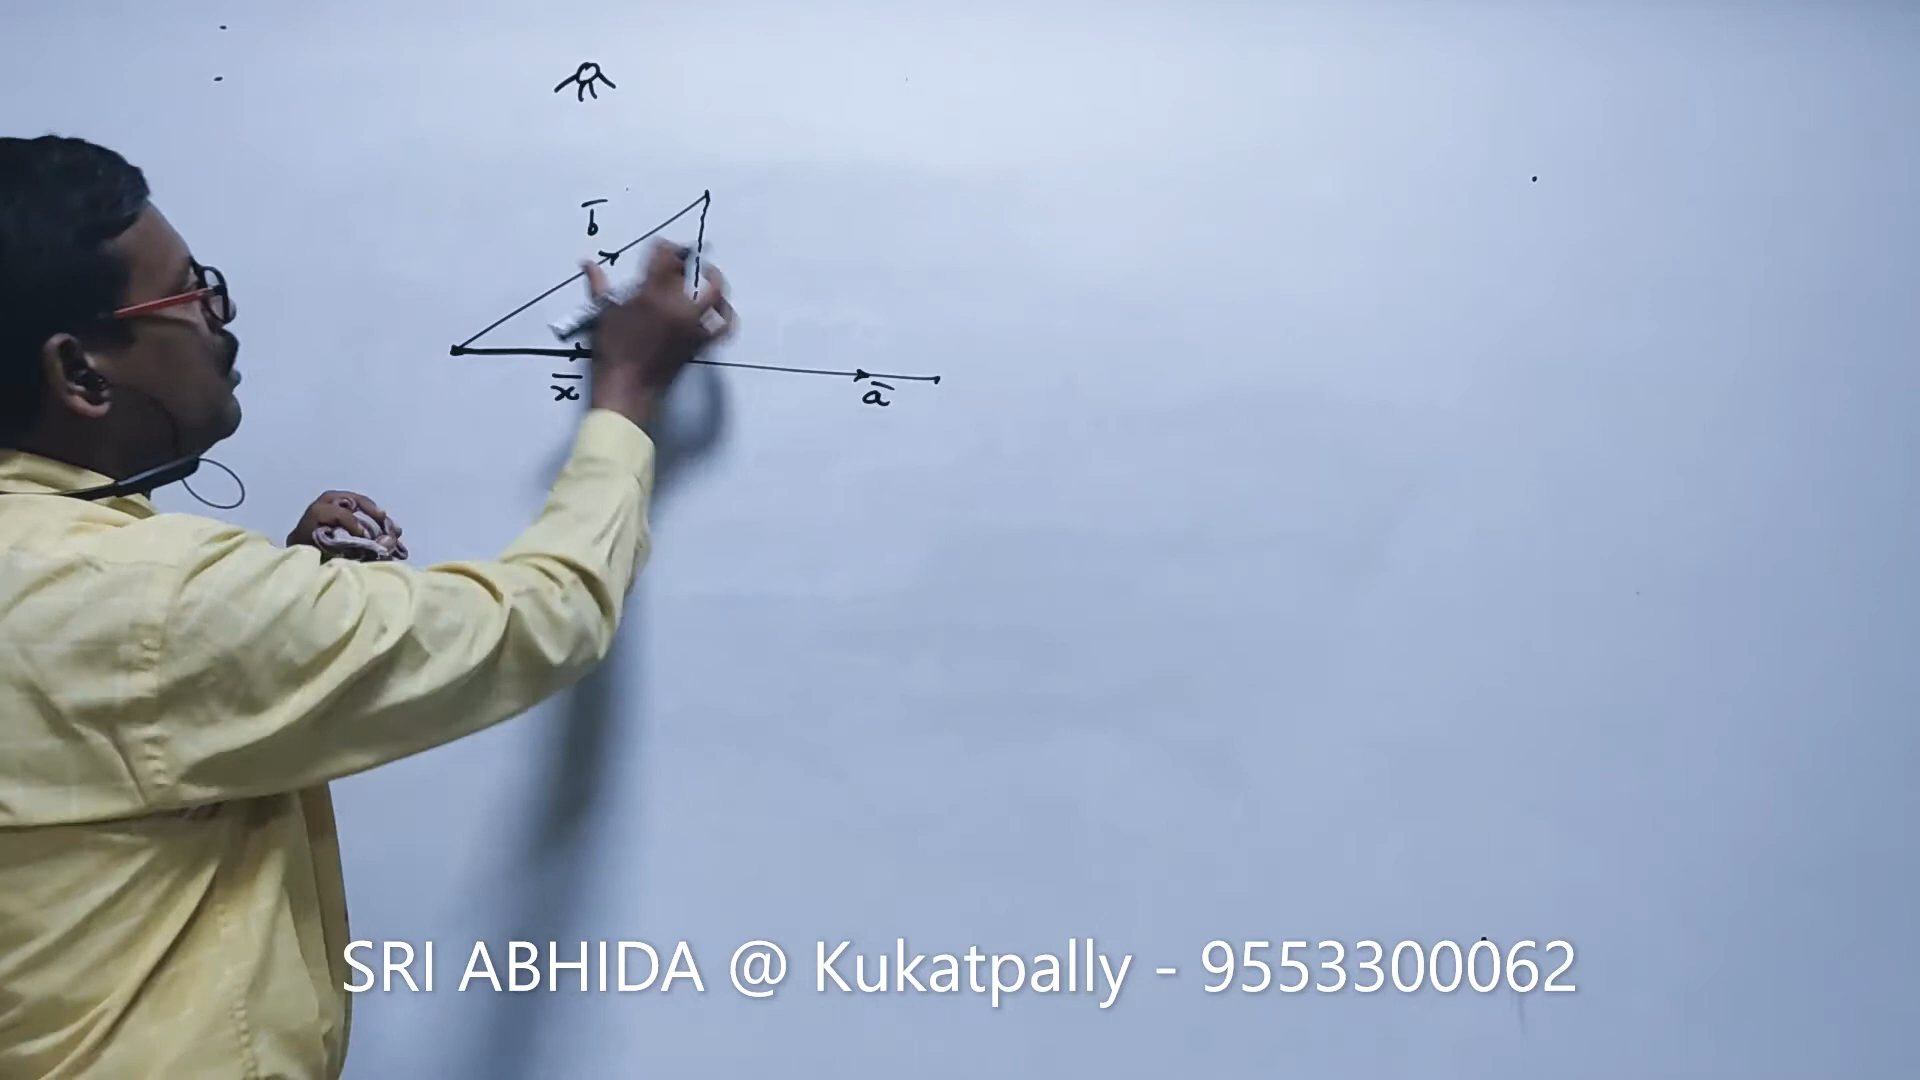 b̅
x̅
a̅
SRI ABHIDA @ Kukatpally - 9553300062